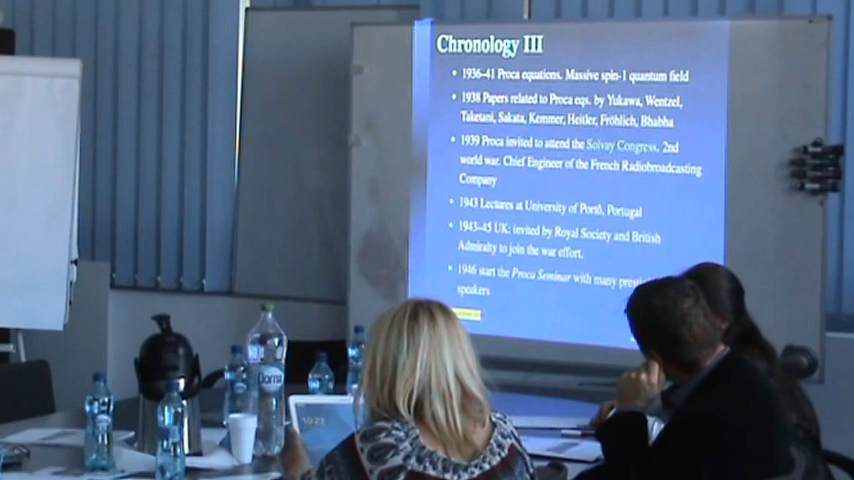 Chronology III
• 1936-41 Proca equations. Massive spin-1 quantum field
• 1938 Papers related to Proca eqs. by Yukawa, Wentzel,
Taketani, Sakata, Kemmer, Heitler, Fröhlich, Bhabha
• 1939 Proca invited to attend the Solvay Congress. 2nd
world war. Chief Engineer of the French Radiobroadcasting
Company
• 1943 Lectures at University of Portõ, Portugal
• 1943-45 UK: invited by Royal Society and British
Admiralty to join the war effort.
• 1946 start the Proca Seminar with many
speakers
Dorna
10:23